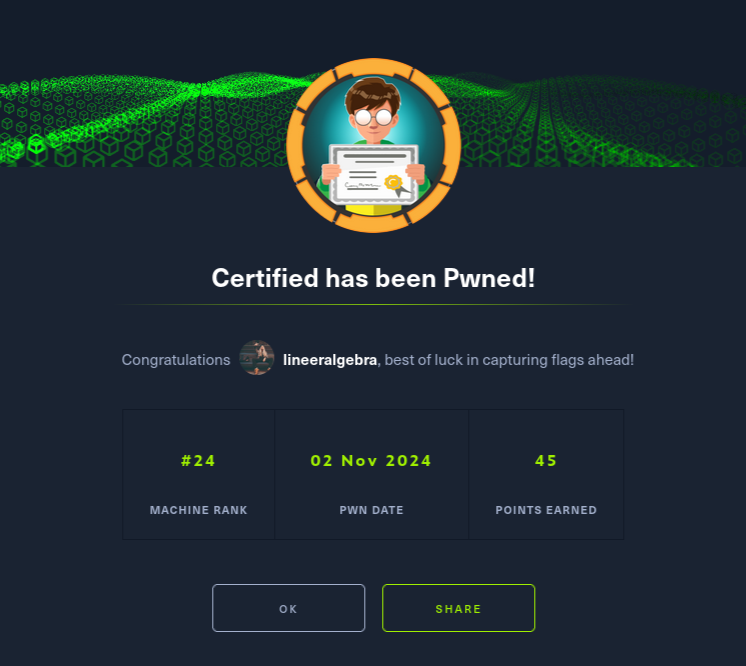 Certified has been Pwned!
Congratulations lineeralgebra, best of luck in capturing flags ahead!
#24 02 Nov 2024 45
MACHINE RANK PWN DATE POINTS EARNED
OK SHARE